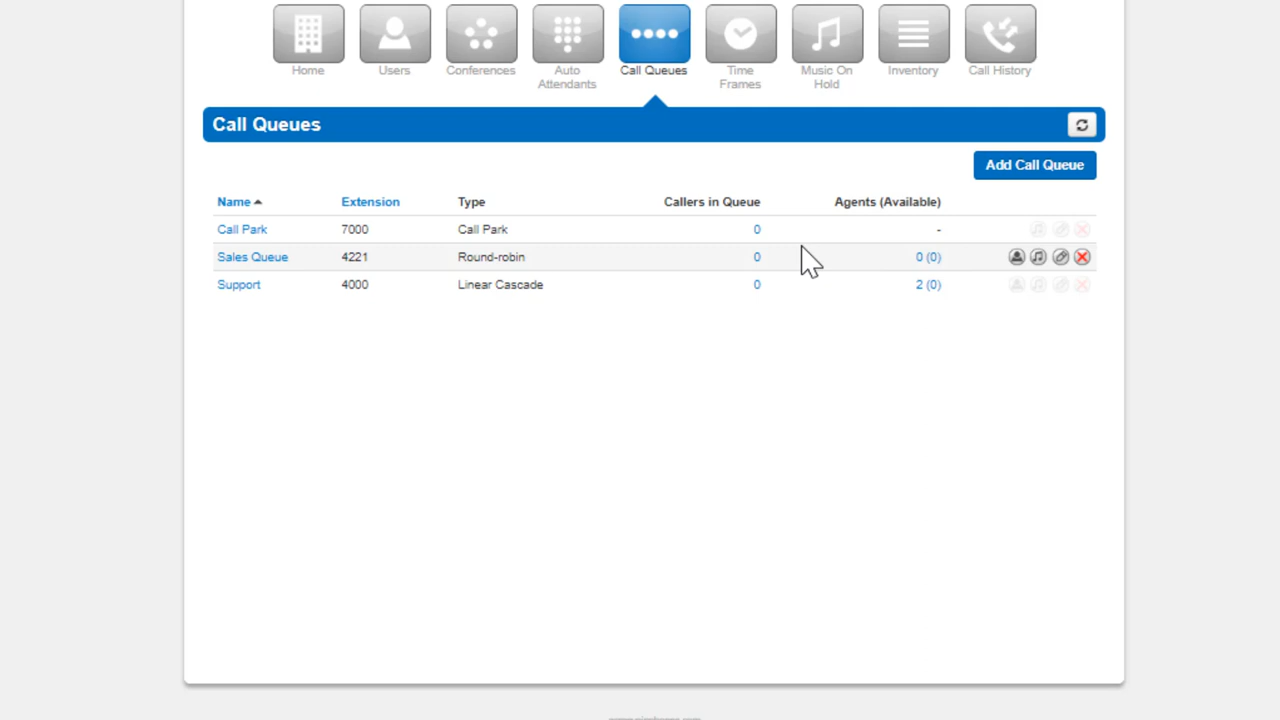 Home
Users
Conferences
Auto Attendants
Call Queues
Time Frames
Music On Hold
Inventory
Call History
Call Queues
Add Call Queue
Name Extension Type Callers in Queue Agents (Available)
Call Park 7000 Call Park 0 -
Sales Queue 4221 Round-robin 0 0 (0)
Support 4000 Linear Cascade 0 2 (0)